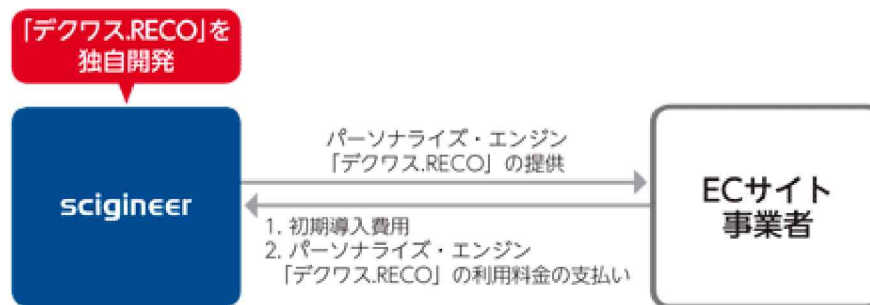 「デクワス.RECO」を
独自開発
scigineer
パーソナライズ・エンジン
「デクワス.RECO」の提供
1. 初期導入費用
2. パーソナライズ・エンジン
「デクワス.RECO」の利用料金の支払い
ECサイト
事業者